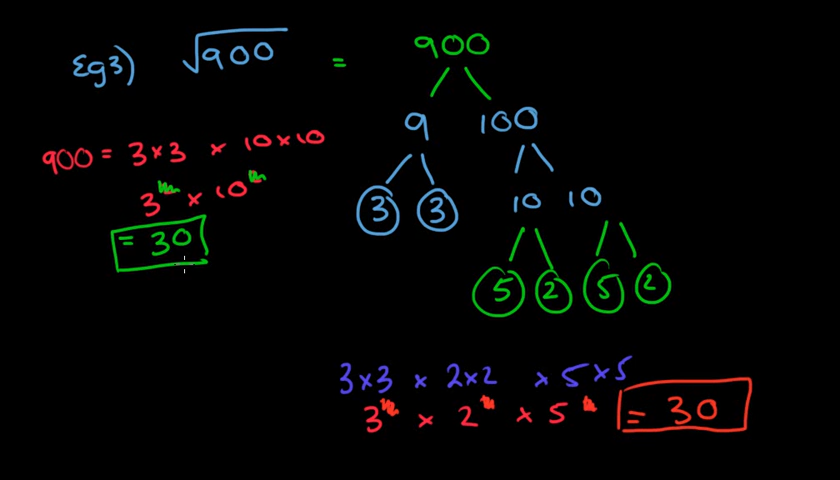 Eg3) √900 = 900
9 100
900 = 3×3 × 10×10
3 × 10
3 3 10 10
= 30
5 2 5 2
3×3 × 2×2 × 5×5
3 × 2 × 5 = 30